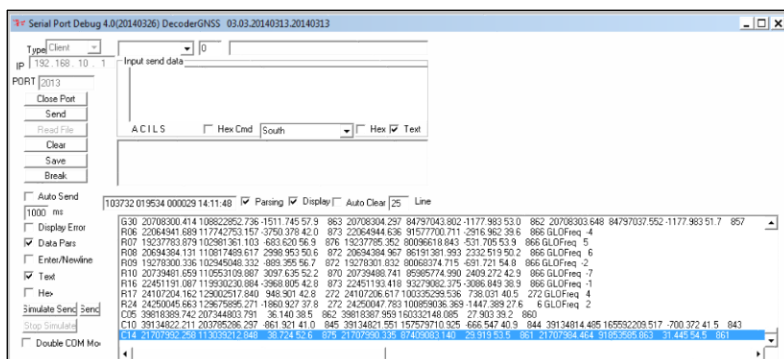 Serial Port Debug 4.0(20140326) DecoderGNSS 03.03.20140313.20140313
Type Client 0
IP 192.168.10.1
Input send data
PORT 2013
Close Port
Send
Read File
A C I L S Hex Cmd South Hex Text
Clear
Save
Break
Auto Send
103732 019534 000029 14:11:48 Parsing Display Auto Clear 25 Line
1000 ms
Display Error
Data Pars
Enter/Newline
Text
Hex
Simulate Send Send
Stop Simulate
Double COM Mo
G30 20708300.414 108822852.736 -1511.745 57.9 863 20708304.297 84797043.802 -1177.983 53.0 862 20708303.648 84797037.552 -1177.983 51.7 857
R06 22064941.689 117742753.157 -3750.378 42.0 873 22064944.636 91577700.711 -2916.962 39.6 866 GLOFreq -4
R07 19237783.879 102981361.103 -683.620 56.9 876 19237785.352 80096618.843 -531.705 53.9 866 GLOFreq 5
R08 20694384.131 110817489.617 2998.953 50.6 872 20694384.967 86191381.993 2332.519 50.2 866 GLOFreq 6
R09 19278300.336 102945048.332 -889.355 56.7 872 19278301.832 80068374.715 -691.721 54.8 866 GLOFreq -2
R10 20739481.659 110553109.887 3097.635 52.2 870 20739488.741 85985774.990 2409.272 42.9 866 GLOFreq -7
R16 22451191.087 119930230.884 -3968.805 42.8 873 22451193.418 93279082.375 -3086.849 38.9 866 GLOFreq -1
R17 24107204.162 129002517.840 948.901 42.8 272 24107206.617 100335299.536 738.031 40.5 272 GLOFreq 4
R24 24250045.663 129675895.271 -1860.927 37.8 272 24250047.783 100859036.369 -1447.389 27.6 6 GLOFreq 2
C05 39818389.742 207344803.791 36.140 38.5 862 39818387.959 160332148.085 27.903 39.2 860
C10 39134822.211 203785286.297 -861.921 41.0 845 39134821.551 157579710.925 -666.547 40.9 844 39134814.485 165592209.517 -700.372 41.5 843
C14 21707992.258 113039212.848 38.724 52.6 875 21707990.335 87409083.140 29.919 53.5 861 21707984.464 91853585.863 31.445 54.5 861